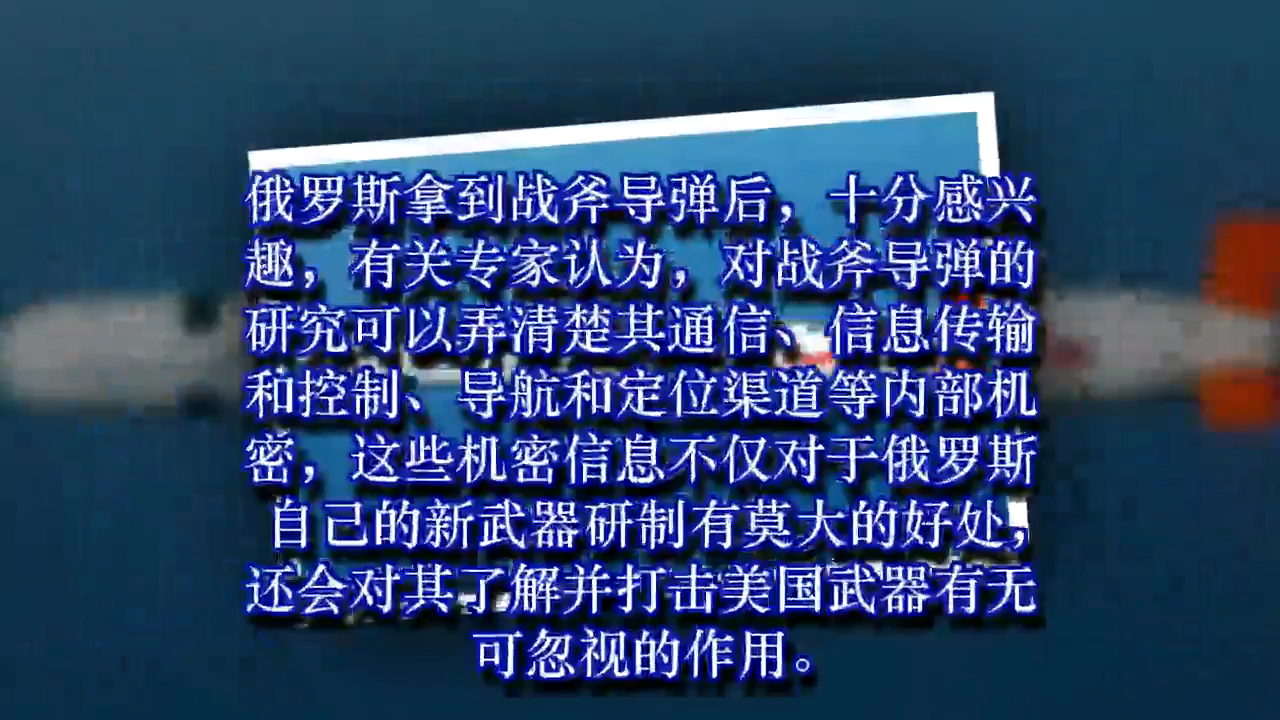 俄罗斯拿到战斧导弹后，十分感兴
趣，有关专家认为，对战斧导弹的
研究可以弄清楚其通信、信息传输
和控制、导航和定位渠道等内部机
密，这些机密信息不仅对于俄罗斯
自己的新武器研制有莫大的好处，
还会对其了解并打击美国武器有无
可忽视的作用。